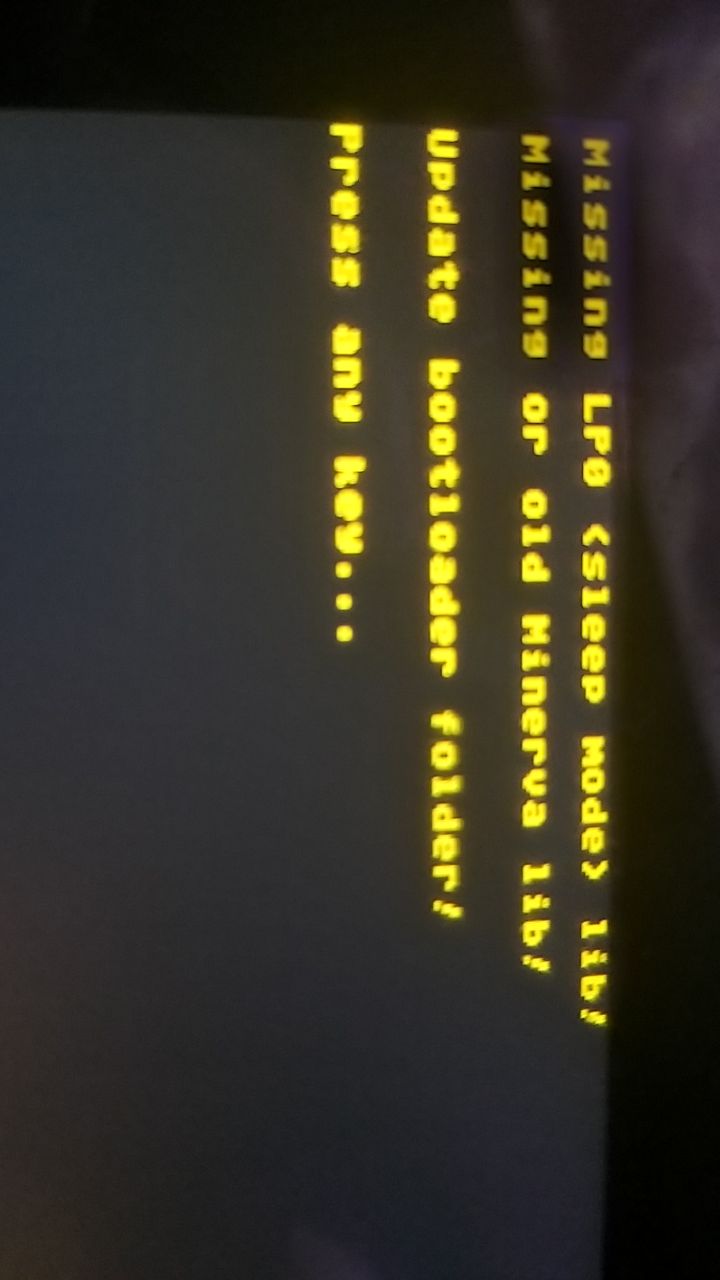 Missing LP0 (sleep mode) lib!
Missing or old Minerva lib!
Update bootloader folder!
Press any key...